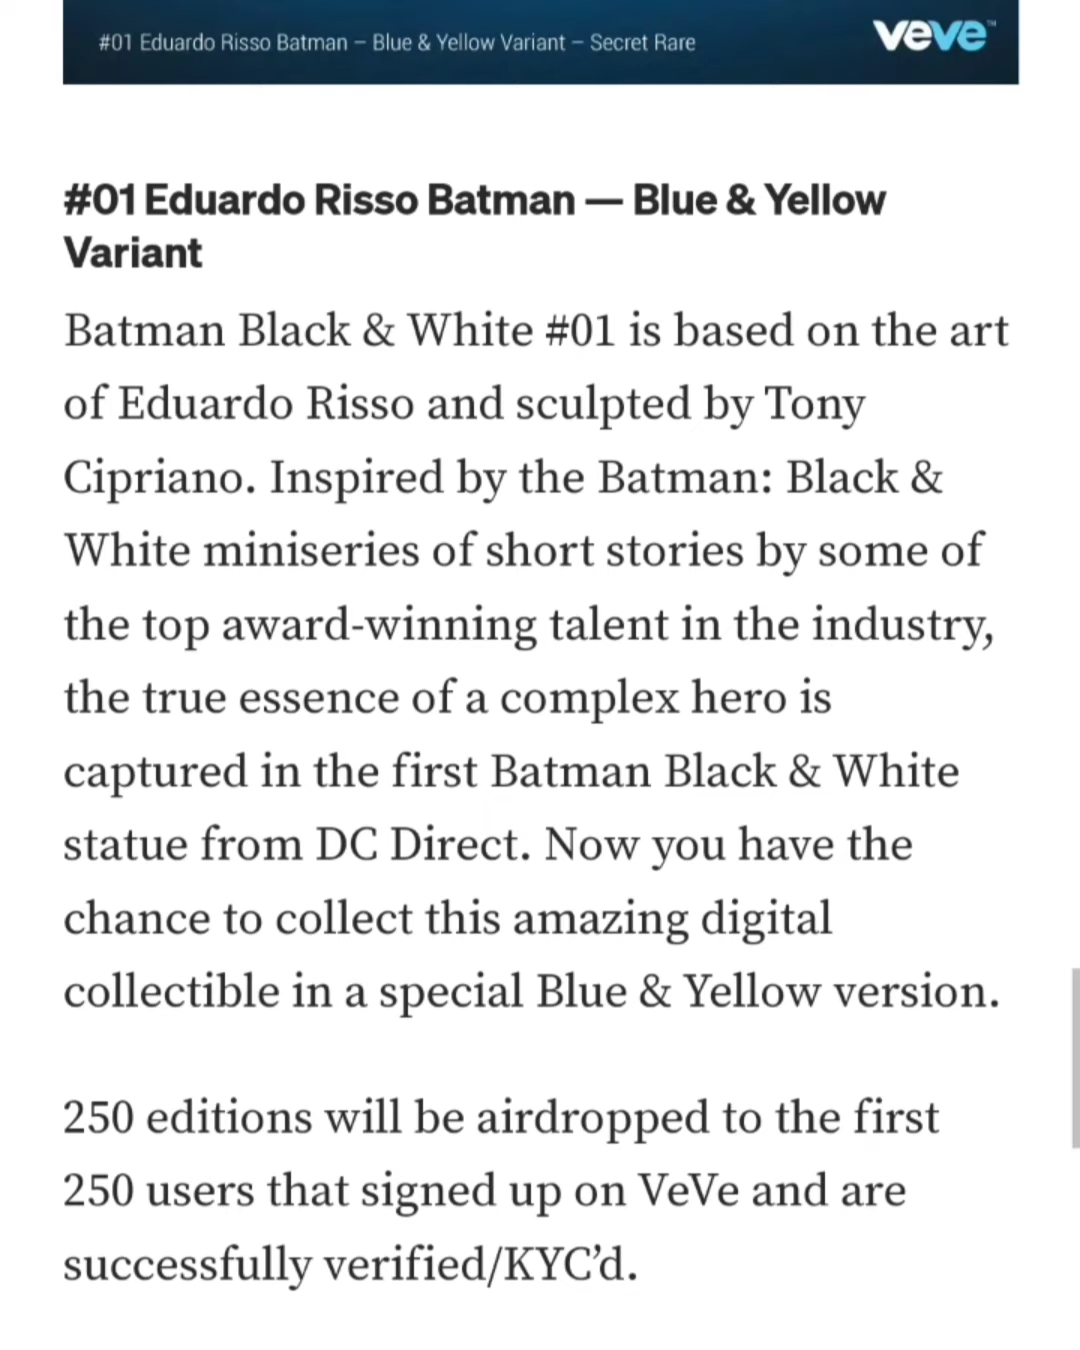 #01 Eduardo Risso Batman – Blue & Yellow Variant – Secret Rare
veve™
#01 Eduardo Risso Batman — Blue & Yellow
Variant
Batman Black & White #01 is based on the art
of Eduardo Risso and sculpted by Tony
Cipriano. Inspired by the Batman: Black &
White miniseries of short stories by some of
the top award-winning talent in the industry,
the true essence of a complex hero is
captured in the first Batman Black & White
statue from DC Direct. Now you have the
chance to collect this amazing digital
collectible in a special Blue & Yellow version.
250 editions will be airdropped to the first
250 users that signed up on VeVe and are
successfully verified/KYC’d.